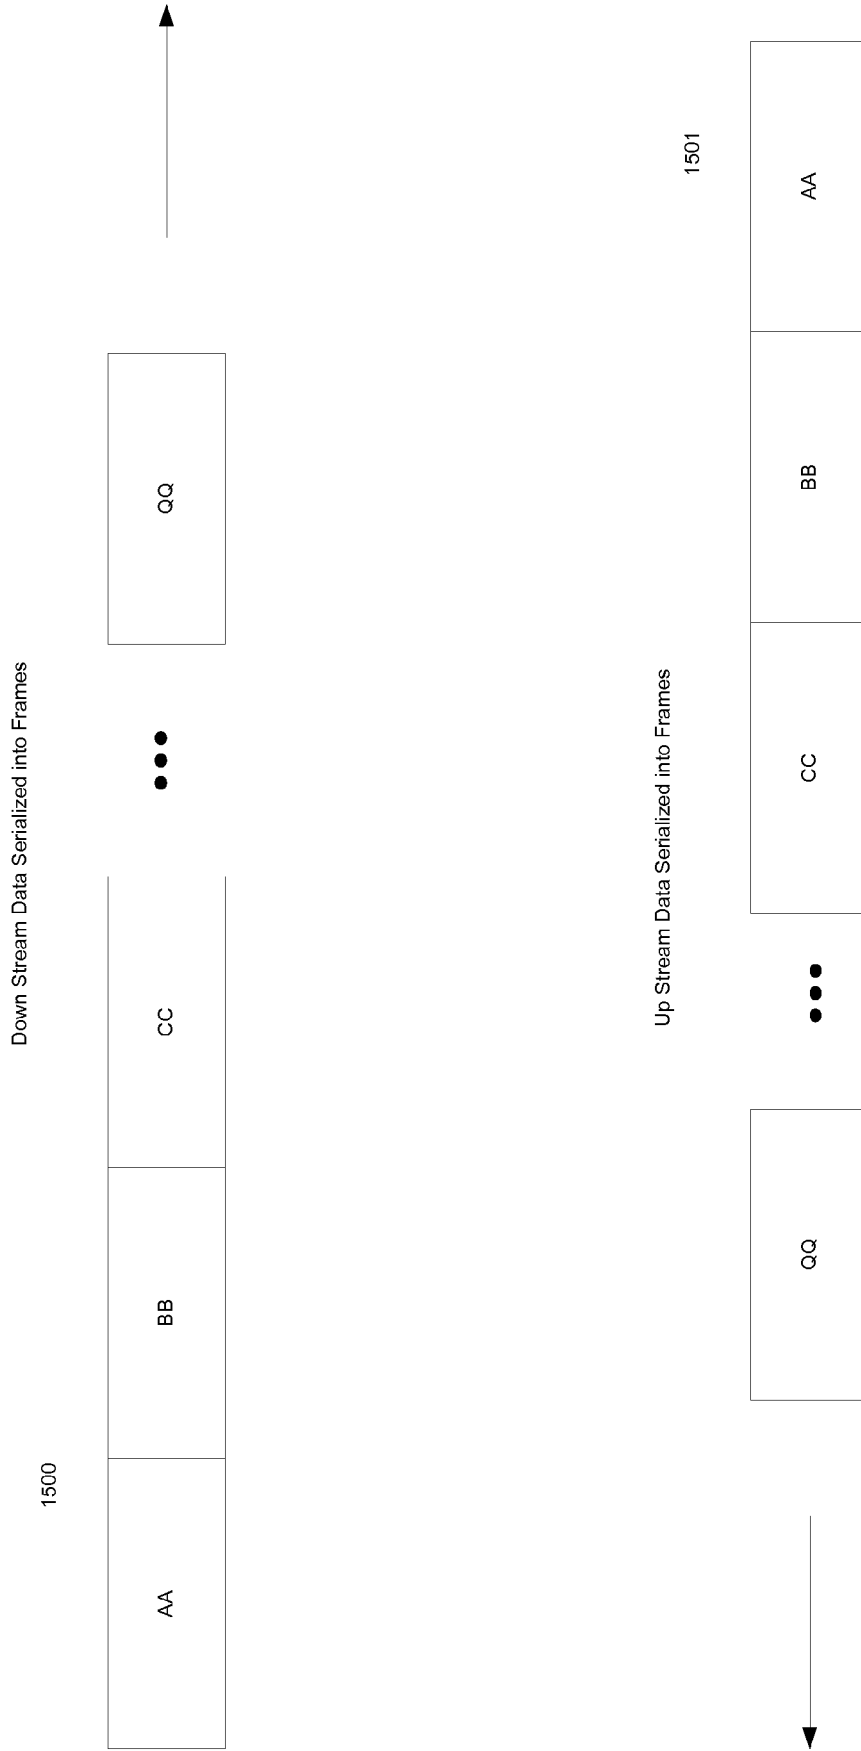 Down Stream Data Serialized into Frames
1500
AA
BB
CC
QQ
Up Stream Data Serialized into Frames
1501
QQ
CC
BB
AA